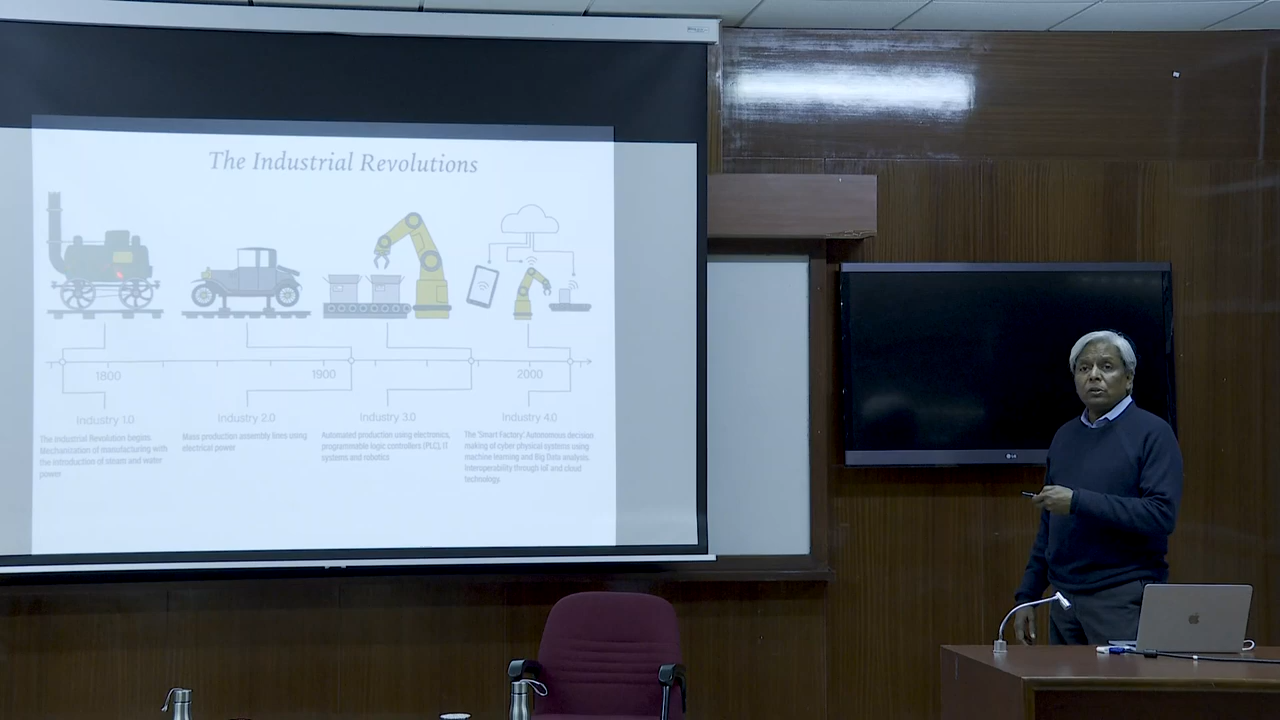 The Industrial Revolutions
1800
1900
2000
Industry 1.0
The Industrial Revolution begins
Mechanization of manufacturing with
the introduction of steam and water
power
Industry 2.0
Mass production assembly lines using
electrical power
Industry 3.0
Automated production using electronics,
programmable logic controllers (PLC), IT
systems and robotics
Industry 4.0
The 'Smart Factory' Autonomous decision
making of cyber physical systems using
machine learning and Big Data analysis.
Interoperability through IoT and cloud
technology.
LG